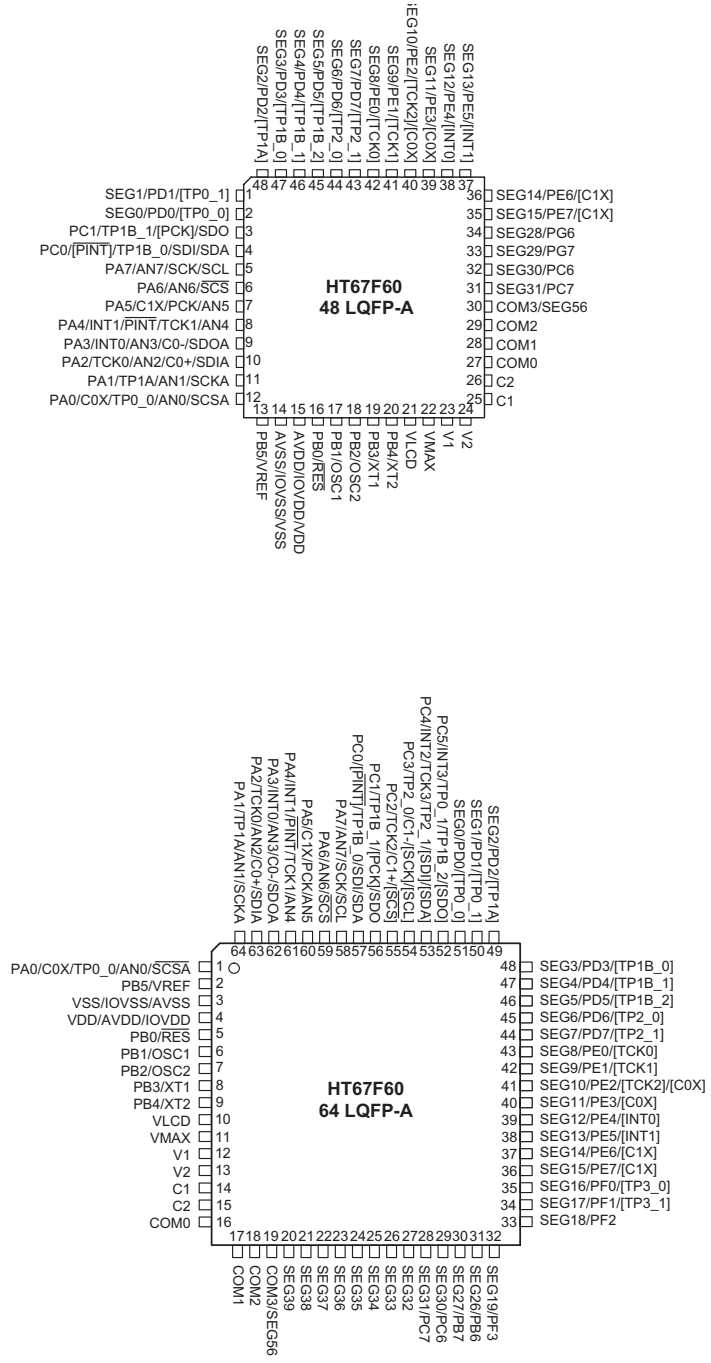 SEG2/PD2/[TP1A]
SEG3/PD3/[TP1B_0]
SEG4/PD4/[TP1B_1]
SEG5/PD5/[TP1B_2]
SEG6/PD6/[TP2_0]
SEG7/PD7/[TP2_1]
SEG8/PE0/[TCK0]
SEG9/PE1/[TCK1]
SEG10/PE2/[TCK2]/[C0X]
SEG11/PE3/[C0X]
SEG12/PE4/[INT0]
SEG13/PE5/[INT1]
48 47 46 45 44 43 42 41 40 39 38 37
SEG1/PD1/[TP0_1] 1
SEG0/PD0/[TP0_0] 2
PC1/TP1B_1/[PCK]/SDO 3
PC0/[PINT]/TP1B_0/SDI/SDA 4
PA7/AN7/SCK/SCL 5
PA6/AN6/SCS 6
PA5/C1X/PCK/AN5 7
PA4/INT1/PINT/TCK1/AN4 8
PA3/INT0/AN3/C0-/SDOA 9
PA2/TCK0/AN2/C0+/SDIA 10
PA1/TP1A/AN1/SCKA 11
PA0/C0X/TP0_0/AN0/SCSA 12
HT67F60
48 LQFP-A
36 SEG14/PE6/[C1X]
35 SEG15/PE7/[C1X]
34 SEG28/PG6
33 SEG29/PG7
32 SEG30/PC6
31 SEG31/PC7
30 COM3/SEG56
29 COM2
28 COM1
27 COM0
26 C2
25 C1
13 14 15 16 17 18 19 20 21 22 23 24
PB5/VREF
AVSS/IOVSS/VSS
AVDD/IOVDD/VDD
PB0/RES
PB1/OSC1
PB2/OSC2
PB3/XT1
PB4/XT2
VLCD
VMAX
V1
V2
PA1/TP1A/AN1/SCKA
PA2/TCK0/AN2/C0+/SDIA
PA3/INT0/AN3/C0-/SDOA
PA4/INT1/PINT/TCK1/AN4
PA5/C1X/PCK/AN5
PA6/AN6/SCS
PA7/AN7/SCK/SCL
PC0/[PINT]/TP1B_0/SDI/SDA
PC1/TP1B_1/[PCK]/SDO
PC2/TCK2/C1+/[SCS]
PC3/TP2_0/C1-/[SCK]/[SCL]
PC4/INT2/TCK3/TP2_1/[SDI]/[SDA]
PC5/INT3/TP0_1/TP1B_2/[SDO]
SEG0/PD0/[TP0_0]
SEG1/PD1/[TP0_1]
SEG2/PD2/[TP1A]
64 63 62 61 60 59 58 57 56 55 54 53 52 51 50 49
PA0/C0X/TP0_0/AN0/SCSA 1
PB5/VREF 2
VSS/IOVSS/AVSS 3
VDD/AVDD/IOVDD 4
PB0/RES 5
PB1/OSC1 6
PB2/OSC2 7
PB3/XT1 8
PB4/XT2 9
VLCD 10
VMAX 11
V1 12
V2 13
C1 14
C2 15
COM0 16
HT67F60
64 LQFP-A
48 SEG3/PD3/[TP1B_0]
47 SEG4/PD4/[TP1B_1]
46 SEG5/PD5/[TP1B_2]
45 SEG6/PD6/[TP2_0]
44 SEG7/PD7/[TP2_1]
43 SEG8/PE0/[TCK0]
42 SEG9/PE1/[TCK1]
41 SEG10/PE2/[TCK2]/[C0X]
40 SEG11/PE3/[C0X]
39 SEG12/PE4/[INT0]
38 SEG13/PE5/[INT1]
37 SEG14/PE6/[C1X]
36 SEG15/PE7/[C1X]
35 SEG16/PF0/[TP3_0]
34 SEG17/PF1/[TP3_1]
33 SEG18/PF2
17 18 19 20 21 22 23 24 25 26 27 28 29 30 31 32
COM1
COM2
COM3/SEG56
SEG39
SEG38
SEG37
SEG36
SEG35
SEG34
SEG33
SEG32
SEG31/PC7
SEG30/PC6
SEG27/PB7
SEG26/PB6
SEG19/PF3